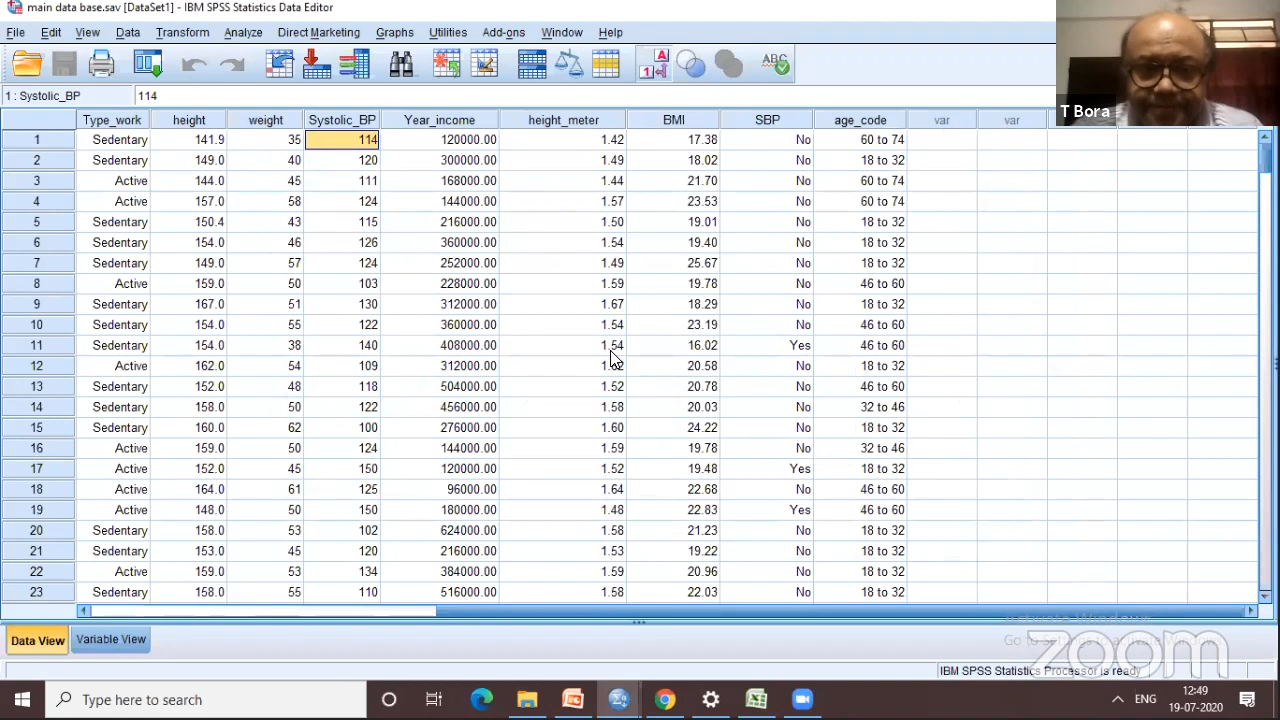 main data base.sav [DataSet1] - IBM SPSS Statistics Data Editor
File Edit View Data Transform Analyze Direct Marketing Graphs Utilities Add-ons Window Help
T Bora
1 : Systolic_BP 114
Type_work height weight Systolic_BP Year_income height_meter BMI SBP age_code var var
1 Sedentary 141.9 35 114 120000.00 1.42 17.38 No 60 to 74
2 Sedentary 149.0 40 120 300000.00 1.49 18.02 No 18 to 32
3 Active 144.0 45 111 168000.00 1.44 21.70 No 60 to 74
4 Active 157.0 58 124 144000.00 1.57 23.53 No 60 to 74
5 Sedentary 150.4 43 115 216000.00 1.50 19.01 No 18 to 32
6 Sedentary 154.0 46 126 360000.00 1.54 19.40 No 18 to 32
7 Sedentary 149.0 57 124 252000.00 1.49 25.67 No 18 to 32
8 Active 159.0 50 103 228000.00 1.59 19.78 No 46 to 60
9 Sedentary 167.0 51 130 312000.00 1.67 18.29 No 18 to 32
10 Sedentary 154.0 55 122 360000.00 1.54 23.19 No 46 to 60
11 Sedentary 154.0 38 140 408000.00 1.54 16.02 Yes 46 to 60
12 Active 162.0 54 109 312000.00 1.62 20.58 No 18 to 32
13 Sedentary 152.0 48 118 504000.00 1.52 20.78 No 46 to 60
14 Sedentary 158.0 50 122 456000.00 1.58 20.03 No 32 to 46
15 Sedentary 160.0 62 100 276000.00 1.60 24.22 No 18 to 32
16 Active 159.0 50 124 144000.00 1.59 19.78 No 32 to 46
17 Active 152.0 45 150 120000.00 1.52 19.48 Yes 18 to 32
18 Active 164.0 61 125 96000.00 1.64 22.68 No 46 to 60
19 Active 148.0 50 150 180000.00 1.48 22.83 Yes 46 to 60
20 Sedentary 158.0 53 102 624000.00 1.58 21.23 No 18 to 32
21 Sedentary 153.0 45 120 216000.00 1.53 19.22 No 18 to 32
22 Active 159.0 53 134 384000.00 1.59 20.96 No 18 to 32
23 Sedentary 158.0 55 110 516000.00 1.58 22.03 No 18 to 32
Data View Variable View
zoom
IBM SPSS Statistics Processor is ready
Type here to search
ENG
12:49
19-07-2020